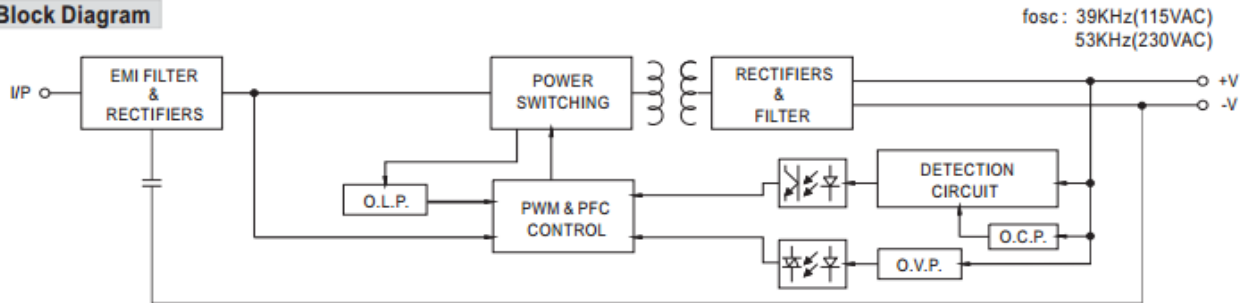 Block Diagram
fosc : 39KHz(115VAC)
53KHz(230VAC)
I/P
EMI FILTER
&
RECTIFIERS
POWER
SWITCHING
RECTIFIERS
&
FILTER
+V
-V
O.L.P.
PWM & PFC
CONTROL
DETECTION
CIRCUIT
O.C.P.
O.V.P.